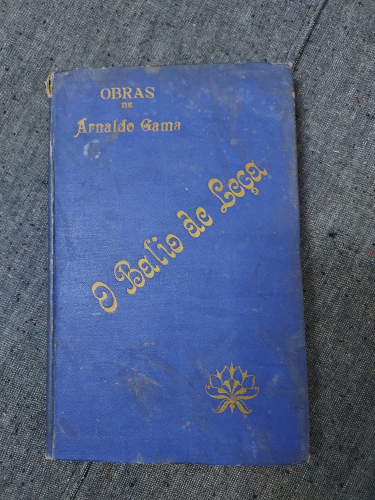 OBRAS
DE
Arnaldo Gama
O Balio de Leça